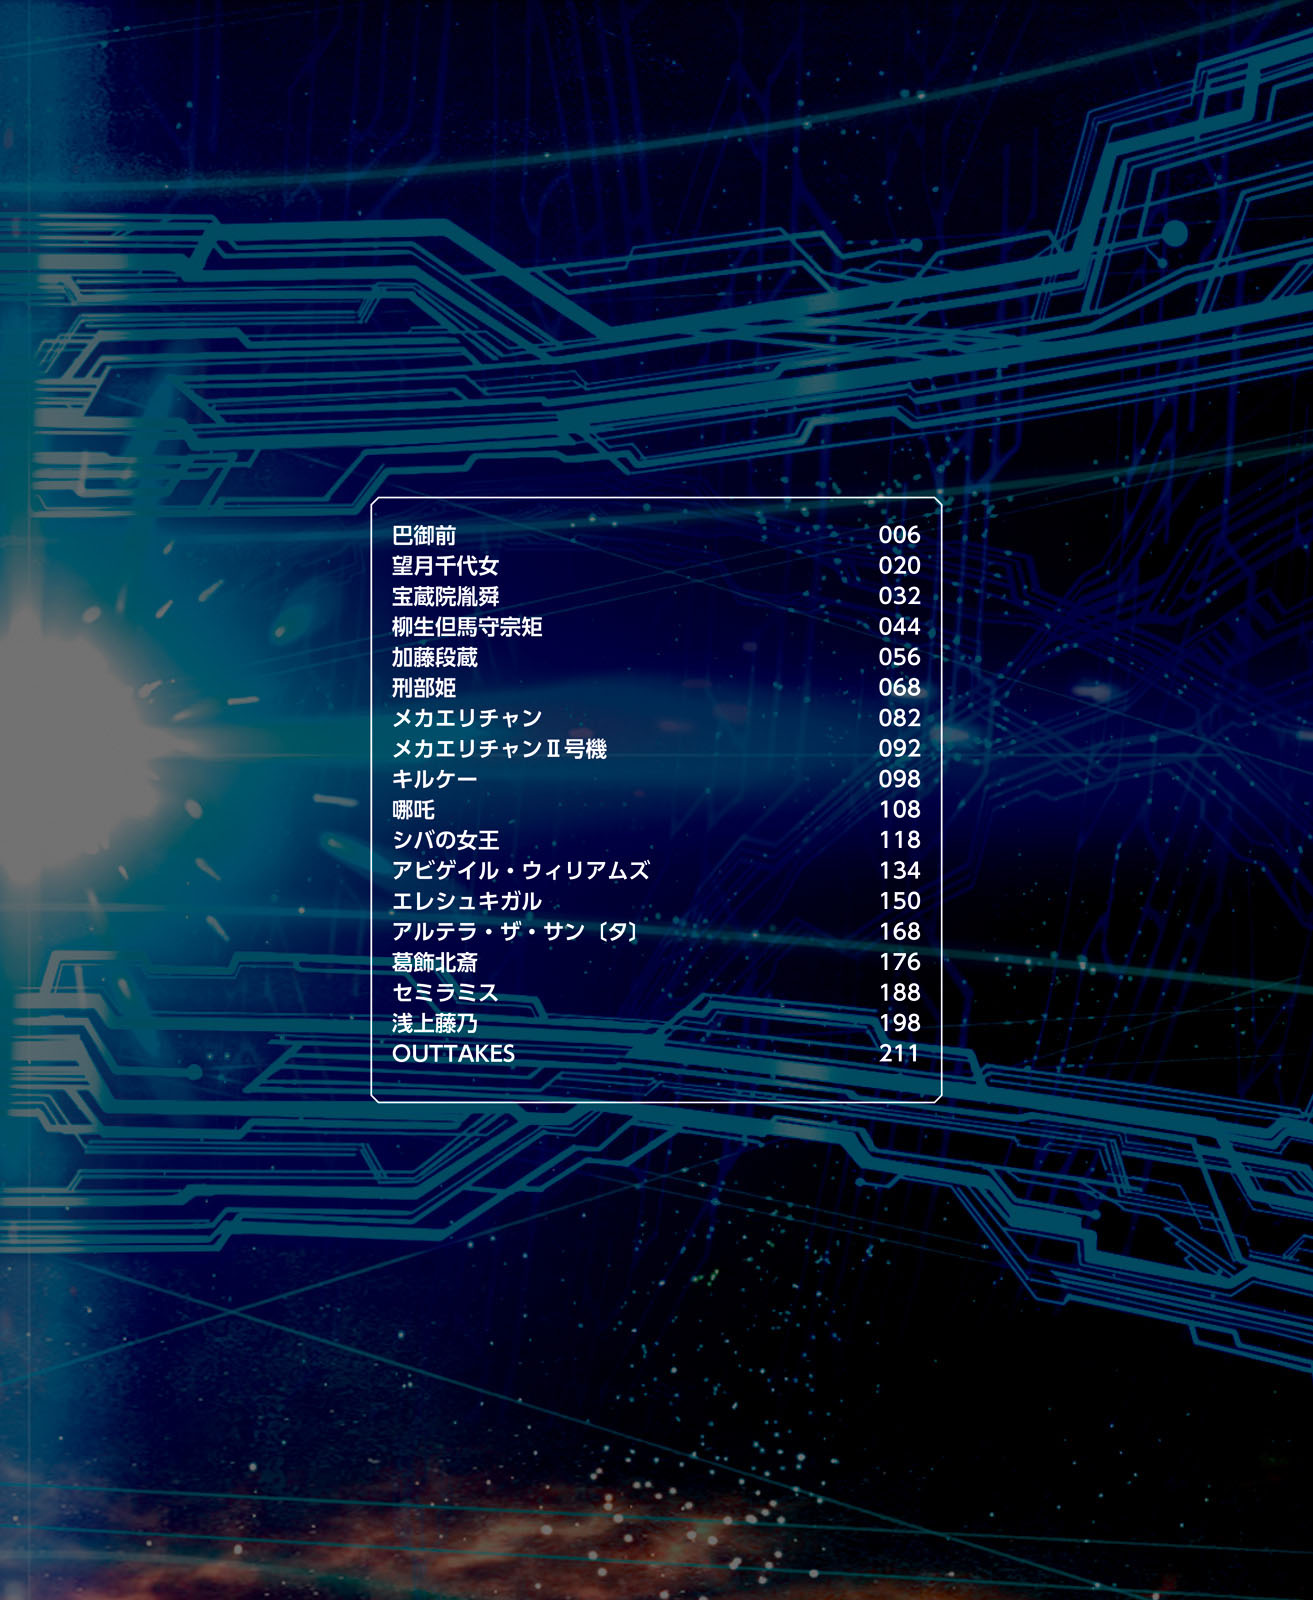 巴御前 006
望月千代女 020
宝蔵院胤舜 032
柳生但馬守宗矩 044
加藤段蔵 056
刑部姫 068
メカエリチャン 082
メカエリチャンⅡ号機 092
キルケー 098
哪吒 108
シバの女王 118
アビゲイル・ウィリアムズ 134
エレシュキガル 150
アルテラ・ザ・サン〔タ〕 168
葛飾北斎 176
セミラミス 188
浅上藤乃 198
OUTTAKES 211